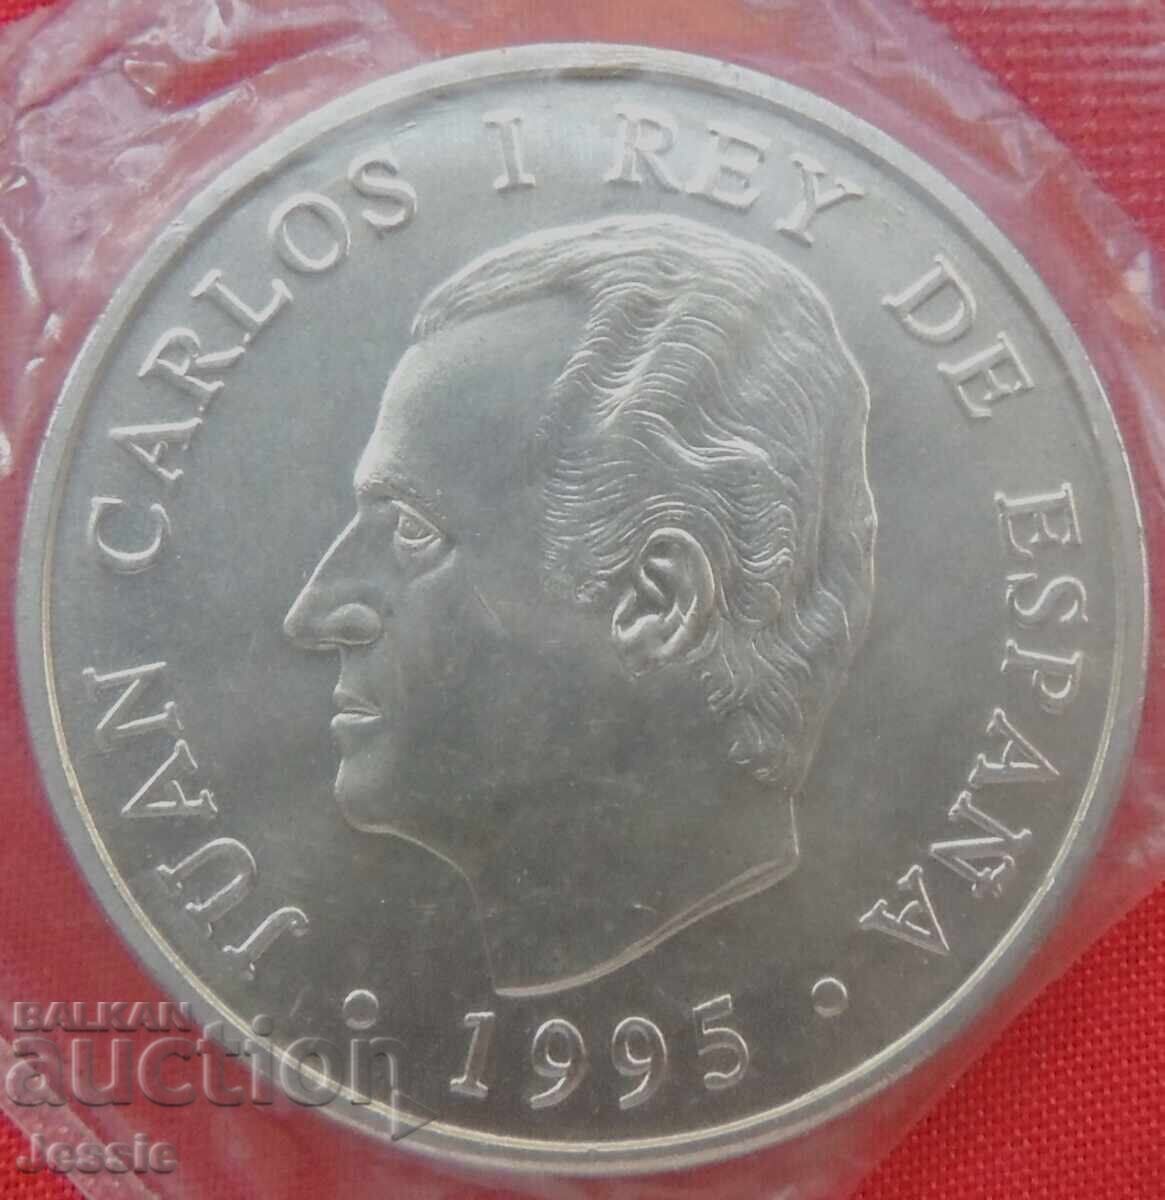 JUAN CARLOS I REY DE ESPAÑA
• 1995 •
BALKAN
auction
Jessie